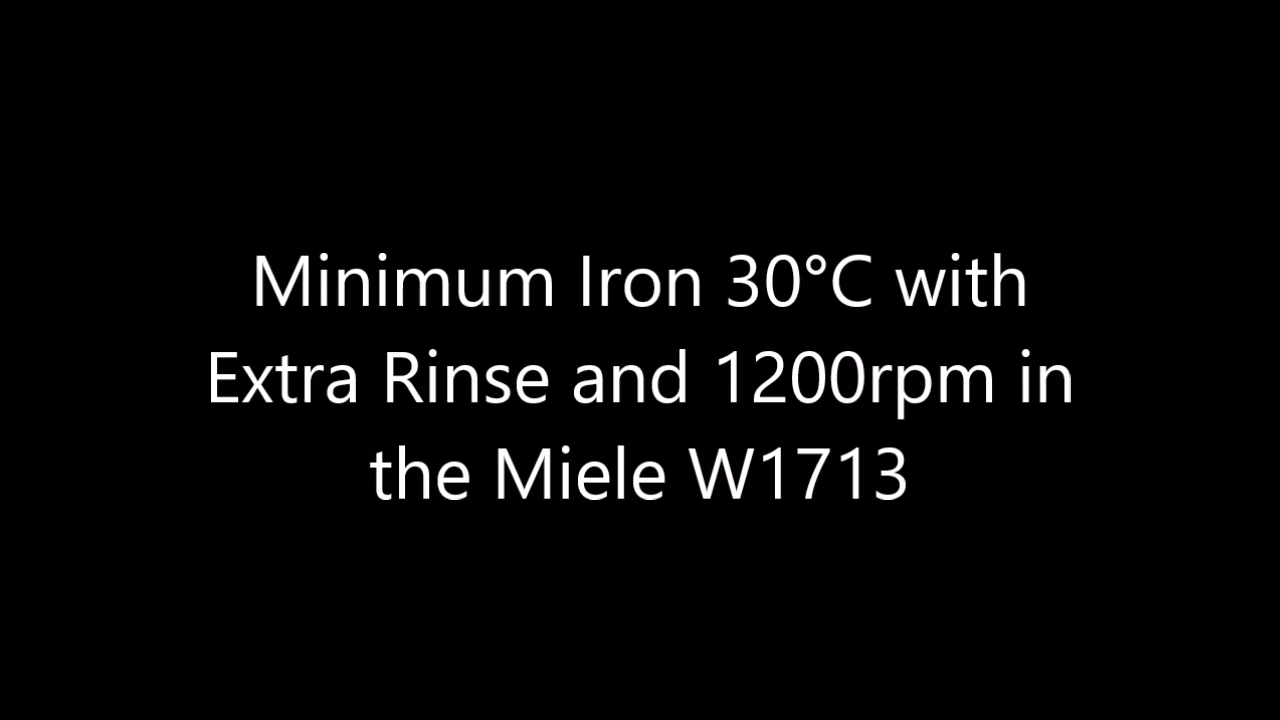 Minimum Iron 30°C with
Extra Rinse and 1200rpm in
the Miele W1713